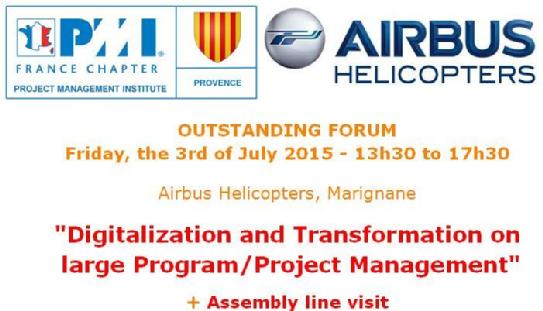 PMI
FRANCE CHAPTER
PROJECT MANAGEMENT INSTITUTE
PROVENCE
AIRBUS
HELICOPTERS
OUTSTANDING FORUM
Friday, the 3rd of July 2015 - 13h30 to 17h30
Airbus Helicopters, Marignane
"Digitalization and Transformation on
large Program/Project Management"
+ Assembly line visit